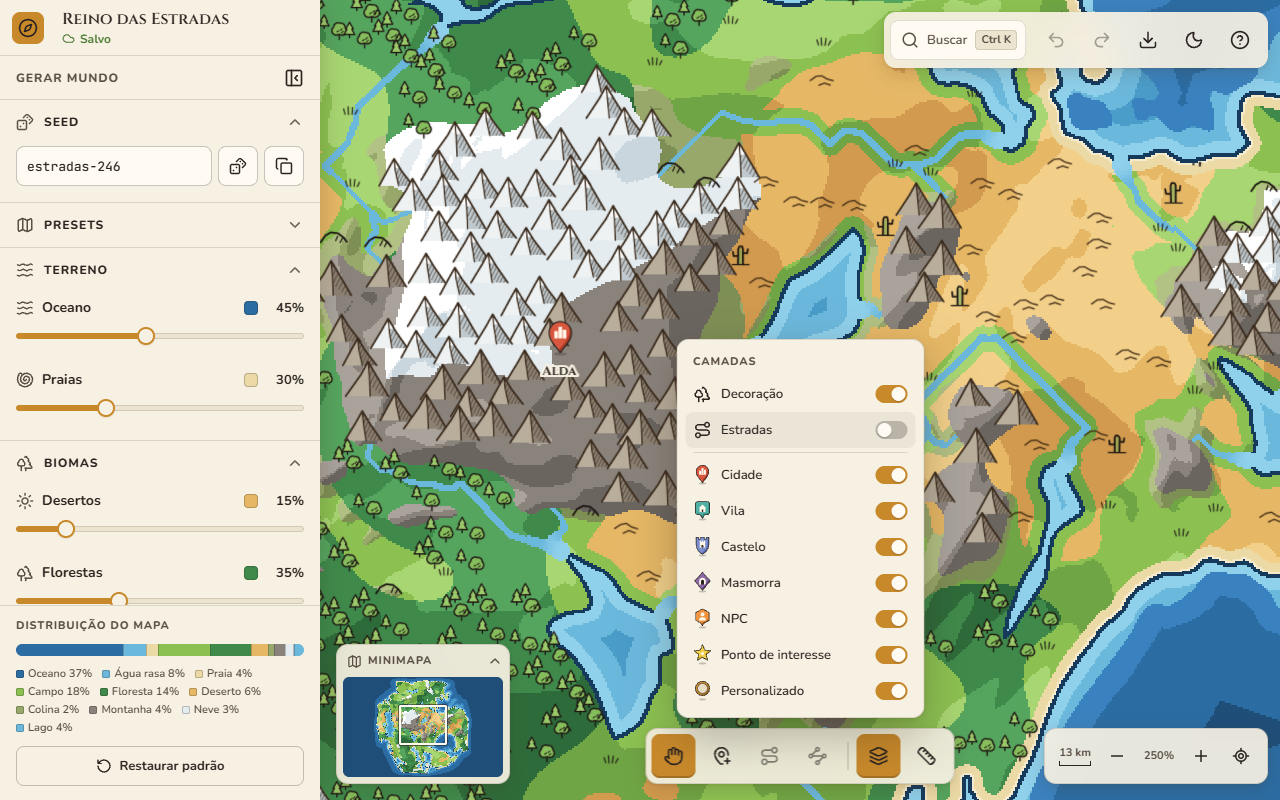 REINO DAS ESTRADAS
Salvo
GERAR MUNDO
SEED
estradas-246
PRESETS
TERRENO
Oceano 45%
Praias 30%
BIOMAS
Desertos 15%
Florestas 35%
DISTRIBUIÇÃO DO MAPA
Oceano 37% Água rasa 8% Praia 4%
Campo 18% Floresta 14% Deserto 6%
Colina 2% Montanha 4% Neve 3%
Lago 4%
Restaurar padrão
Buscar Ctrl K
ALDA
CAMADAS
Decoração
Estradas
Cidade
Vila
Castelo
Masmorra
NPC
Ponto de interesse
Personalizado
MINIMAPA
13 km 250%